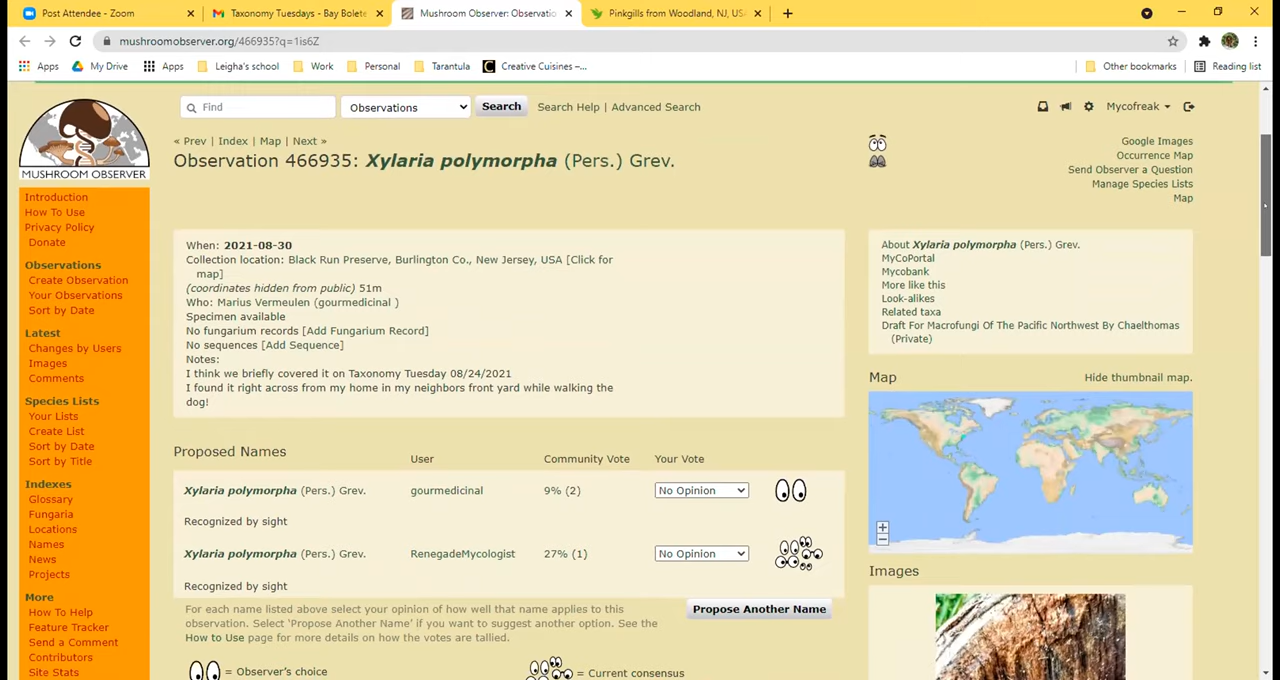 Post Attendee - Zoom
Taxonomy Tuesdays - Bay Bolete
Mushroom Observer: Observatio
Pinkgills from Woodland, NJ, US
mushroomobserver.org/466935?q=1is6Z
Apps
My Drive
Apps
Leigha's school
Work
Personal
Tarantula
Creative Cuisines –...
Other bookmarks
Reading list
MUSHROOM OBSERVER
Find
Observations
Search
Search Help | Advanced Search
Mycofreak
« Prev | Index | Map | Next »
Observation 466935: Xylaria polymorpha (Pers.) Grev.
Google Images
Occurrence Map
Send Observer a Question
Manage Species Lists
Map
Introduction
How To Use
Privacy Policy
Donate
Observations
Create Observation
Your Observations
Sort by Date
Latest
Changes by Users
Images
Comments
Species Lists
Your Lists
Create List
Sort by Date
Sort by Title
Indexes
Glossary
Fungaria
Locations
Names
News
Projects
More
How To Help
Feature Tracker
Send a Comment
Contributors
Site Stats
When: 2021-08-30
Collection location: Black Run Preserve, Burlington Co., New Jersey, USA [Click for
map]
(coordinates hidden from public) 51m
Who: Marius Vermeulen (gourmedicinal )
Specimen available
No fungarium records [Add Fungarium Record]
No sequences [Add Sequence]
Notes:
I think we briefly covered it on Taxonomy Tuesday 08/24/2021
I found it right across from my home in my neighbors front yard while walking the
dog!
About Xylaria polymorpha (Pers.) Grev.
MyCoPortal
Mycobank
More like this
Look-alikes
Related taxa
Draft For Macrofungi Of The Pacific Northwest By Chaelthomas
(Private)
Map
Hide thumbnail map.
+
−
Images
Proposed Names
User
Community Vote
Your Vote
Xylaria polymorpha (Pers.) Grev.
gourmedicinal
9% (2)
No Opinion
Recognized by sight
Xylaria polymorpha (Pers.) Grev.
RenegadeMycologist
27% (1)
No Opinion
Recognized by sight
For each name listed above select your opinion of how well that name applies to this
observation. Select 'Propose Another Name' if you want to suggest another option. See the
How to Use page for more details on how the votes are tallied.
Propose Another Name
= Observer's choice
= Current consensus